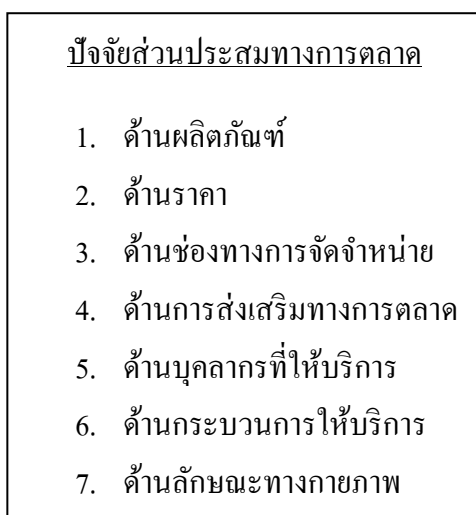 ปัจจัยส่วนประสมทางการตลาด
1. ด้านผลิตภัณฑ์
2. ด้านราคา
3. ด้านช่องทางการจัดจำหน่าย
4. ด้านการส่งเสริมทางการตลาด
5. ด้านบุคลากรที่ให้บริการ
6. ด้านกระบวนการให้บริการ
7. ด้านลักษณะทางกายภาพ